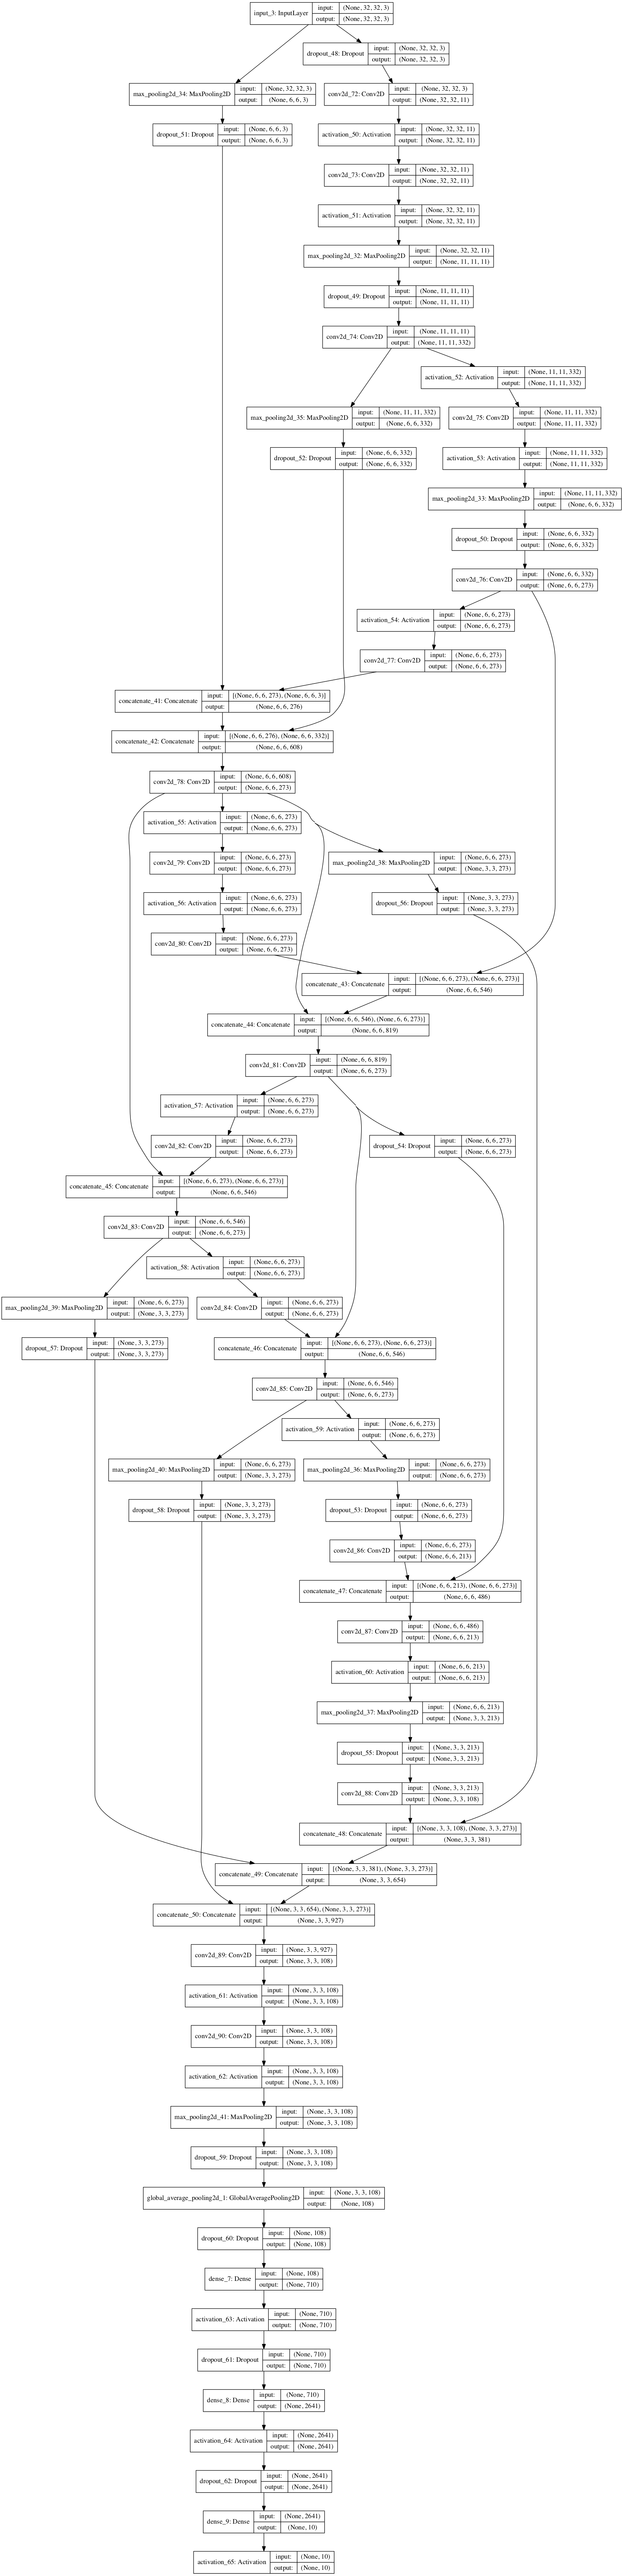 input_3: InputLayer input: (None, 32, 32, 3)
output: (None, 32, 32, 3)
dropout_48: Dropout input: (None, 32, 32, 3)
output: (None, 32, 32, 3)
max_pooling2d_34: MaxPooling2D input: (None, 32, 32, 3)
output: (None, 6, 6, 3)
conv2d_72: Conv2D input: (None, 32, 32, 3)
output: (None, 32, 32, 11)
dropout_51: Dropout input: (None, 6, 6, 3)
output: (None, 6, 6, 3)
activation_50: Activation input: (None, 32, 32, 11)
output: (None, 32, 32, 11)
conv2d_73: Conv2D input: (None, 32, 32, 11)
output: (None, 32, 32, 11)
activation_51: Activation input: (None, 32, 32, 11)
output: (None, 32, 32, 11)
max_pooling2d_32: MaxPooling2D input: (None, 32, 32, 11)
output: (None, 11, 11, 11)
dropout_49: Dropout input: (None, 11, 11, 11)
output: (None, 11, 11, 11)
conv2d_74: Conv2D input: (None, 11, 11, 11)
output: (None, 11, 11, 332)
activation_52: Activation input: (None, 11, 11, 332)
output: (None, 11, 11, 332)
max_pooling2d_35: MaxPooling2D input: (None, 11, 11, 332)
output: (None, 6, 6, 332)
conv2d_75: Conv2D input: (None, 11, 11, 332)
output: (None, 11, 11, 332)
dropout_52: Dropout input: (None, 6, 6, 332)
output: (None, 6, 6, 332)
activation_53: Activation input: (None, 11, 11, 332)
output: (None, 11, 11, 332)
max_pooling2d_33: MaxPooling2D input: (None, 11, 11, 332)
output: (None, 6, 6, 332)
dropout_50: Dropout input: (None, 6, 6, 332)
output: (None, 6, 6, 332)
conv2d_76: Conv2D input: (None, 6, 6, 332)
output: (None, 6, 6, 273)
activation_54: Activation input: (None, 6, 6, 273)
output: (None, 6, 6, 273)
conv2d_77: Conv2D input: (None, 6, 6, 273)
output: (None, 6, 6, 273)
concatenate_41: Concatenate input: [(None, 6, 6, 273), (None, 6, 6, 3)]
output: (None, 6, 6, 276)
concatenate_42: Concatenate input: [(None, 6, 6, 276), (None, 6, 6, 332)]
output: (None, 6, 6, 608)
conv2d_78: Conv2D input: (None, 6, 6, 608)
output: (None, 6, 6, 273)
activation_55: Activation input: (None, 6, 6, 273)
output: (None, 6, 6, 273)
conv2d_79: Conv2D input: (None, 6, 6, 273)
output: (None, 6, 6, 273)
max_pooling2d_38: MaxPooling2D input: (None, 6, 6, 273)
output: (None, 3, 3, 273)
activation_56: Activation input: (None, 6, 6, 273)
output: (None, 6, 6, 273)
dropout_56: Dropout input: (None, 3, 3, 273)
output: (None, 3, 3, 273)
conv2d_80: Conv2D input: (None, 6, 6, 273)
output: (None, 6, 6, 273)
concatenate_43: Concatenate input: [(None, 6, 6, 273), (None, 6, 6, 273)]
output: (None, 6, 6, 546)
concatenate_44: Concatenate input: [(None, 6, 6, 546), (None, 6, 6, 273)]
output: (None, 6, 6, 819)
conv2d_81: Conv2D input: (None, 6, 6, 819)
output: (None, 6, 6, 273)
activation_57: Activation input: (None, 6, 6, 273)
output: (None, 6, 6, 273)
conv2d_82: Conv2D input: (None, 6, 6, 273)
output: (None, 6, 6, 273)
dropout_54: Dropout input: (None, 6, 6, 273)
output: (None, 6, 6, 273)
concatenate_45: Concatenate input: [(None, 6, 6, 273), (None, 6, 6, 273)]
output: (None, 6, 6, 546)
conv2d_83: Conv2D input: (None, 6, 6, 546)
output: (None, 6, 6, 273)
activation_58: Activation input: (None, 6, 6, 273)
output: (None, 6, 6, 273)
max_pooling2d_39: MaxPooling2D input: (None, 6, 6, 273)
output: (None, 3, 3, 273)
conv2d_84: Conv2D input: (None, 6, 6, 273)
output: (None, 6, 6, 273)
dropout_57: Dropout input: (None, 3, 3, 273)
output: (None, 3, 3, 273)
concatenate_46: Concatenate input: [(None, 6, 6, 273), (None, 6, 6, 273)]
output: (None, 6, 6, 546)
conv2d_85: Conv2D input: (None, 6, 6, 546)
output: (None, 6, 6, 273)
activation_59: Activation input: (None, 6, 6, 273)
output: (None, 6, 6, 273)
max_pooling2d_40: MaxPooling2D input: (None, 6, 6, 273)
output: (None, 3, 3, 273)
max_pooling2d_36: MaxPooling2D input: (None, 6, 6, 273)
output: (None, 6, 6, 273)
dropout_58: Dropout input: (None, 3, 3, 273)
output: (None, 3, 3, 273)
dropout_53: Dropout input: (None, 6, 6, 273)
output: (None, 6, 6, 273)
conv2d_86: Conv2D input: (None, 6, 6, 273)
output: (None, 6, 6, 213)
concatenate_47: Concatenate input: [(None, 6, 6, 213), (None, 6, 6, 273)]
output: (None, 6, 6, 486)
conv2d_87: Conv2D input: (None, 6, 6, 486)
output: (None, 6, 6, 213)
activation_60: Activation input: (None, 6, 6, 213)
output: (None, 6, 6, 213)
max_pooling2d_37: MaxPooling2D input: (None, 6, 6, 213)
output: (None, 3, 3, 213)
dropout_55: Dropout input: (None, 3, 3, 213)
output: (None, 3, 3, 213)
conv2d_88: Conv2D input: (None, 3, 3, 213)
output: (None, 3, 3, 108)
concatenate_48: Concatenate input: [(None, 3, 3, 108), (None, 3, 3, 273)]
output: (None, 3, 3, 381)
concatenate_49: Concatenate input: [(None, 3, 3, 381), (None, 3, 3, 273)]
output: (None, 3, 3, 654)
concatenate_50: Concatenate input: [(None, 3, 3, 654), (None, 3, 3, 273)]
output: (None, 3, 3, 927)
conv2d_89: Conv2D input: (None, 3, 3, 927)
output: (None, 3, 3, 108)
activation_61: Activation input: (None, 3, 3, 108)
output: (None, 3, 3, 108)
conv2d_90: Conv2D input: (None, 3, 3, 108)
output: (None, 3, 3, 108)
activation_62: Activation input: (None, 3, 3, 108)
output: (None, 3, 3, 108)
max_pooling2d_41: MaxPooling2D input: (None, 3, 3, 108)
output: (None, 3, 3, 108)
dropout_59: Dropout input: (None, 3, 3, 108)
output: (None, 3, 3, 108)
global_average_pooling2d_1: GlobalAveragePooling2D input: (None, 3, 3, 108)
output: (None, 108)
dropout_60: Dropout input: (None, 108)
output: (None, 108)
dense_7: Dense input: (None, 108)
output: (None, 710)
activation_63: Activation input: (None, 710)
output: (None, 710)
dropout_61: Dropout input: (None, 710)
output: (None, 710)
dense_8: Dense input: (None, 710)
output: (None, 2641)
activation_64: Activation input: (None, 2641)
output: (None, 2641)
dropout_62: Dropout input: (None, 2641)
output: (None, 2641)
dense_9: Dense input: (None, 2641)
output: (None, 10)
activation_65: Activation input: (None, 10)
output: (None, 10)